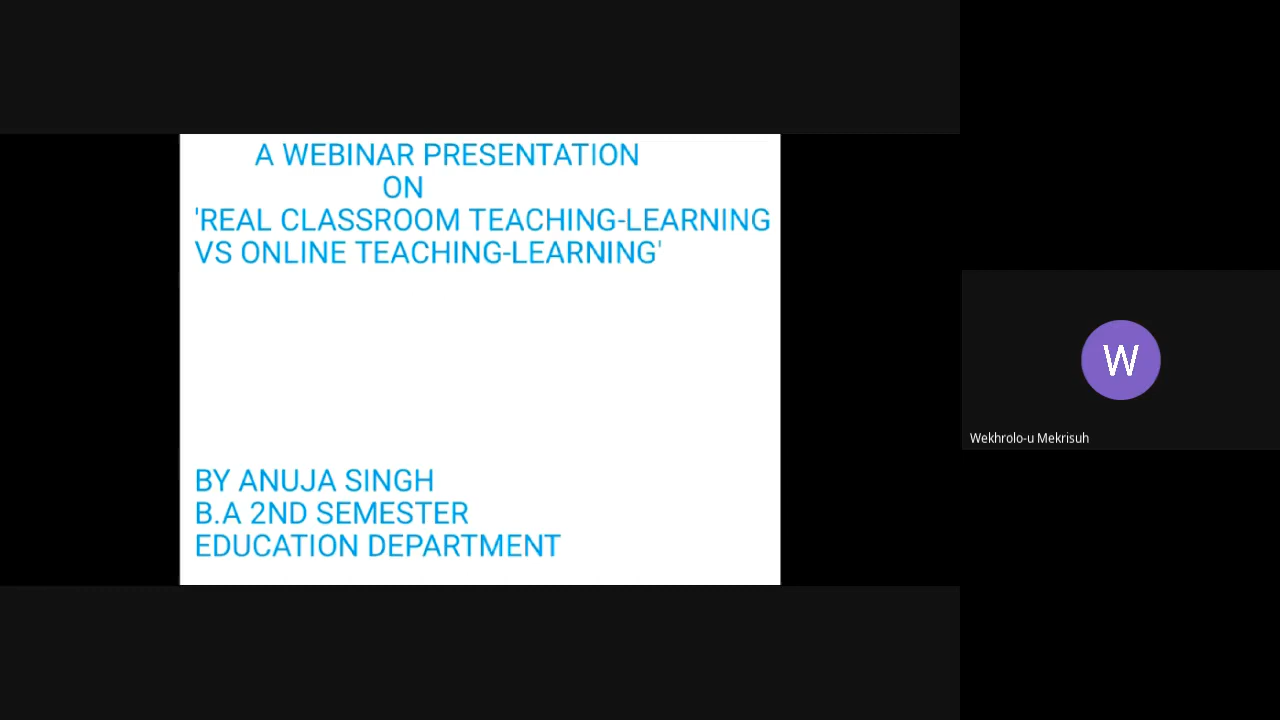 A WEBINAR PRESENTATION
ON
'REAL CLASSROOM TEACHING-LEARNING
VS ONLINE TEACHING-LEARNING'
BY ANUJA SINGH
B.A 2ND SEMESTER
EDUCATION DEPARTMENT
W
Wekhrolo-u Mekrisuh